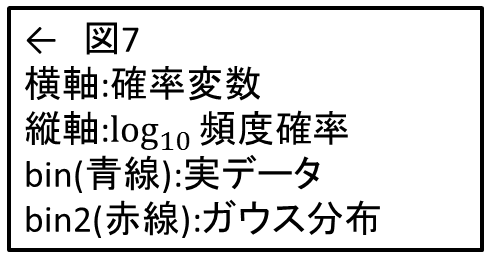 ← 図7
横軸:確率変数
縦軸:log₁₀ 頻度確率
bin(青線):実データ
bin2(赤線):ガウス分布